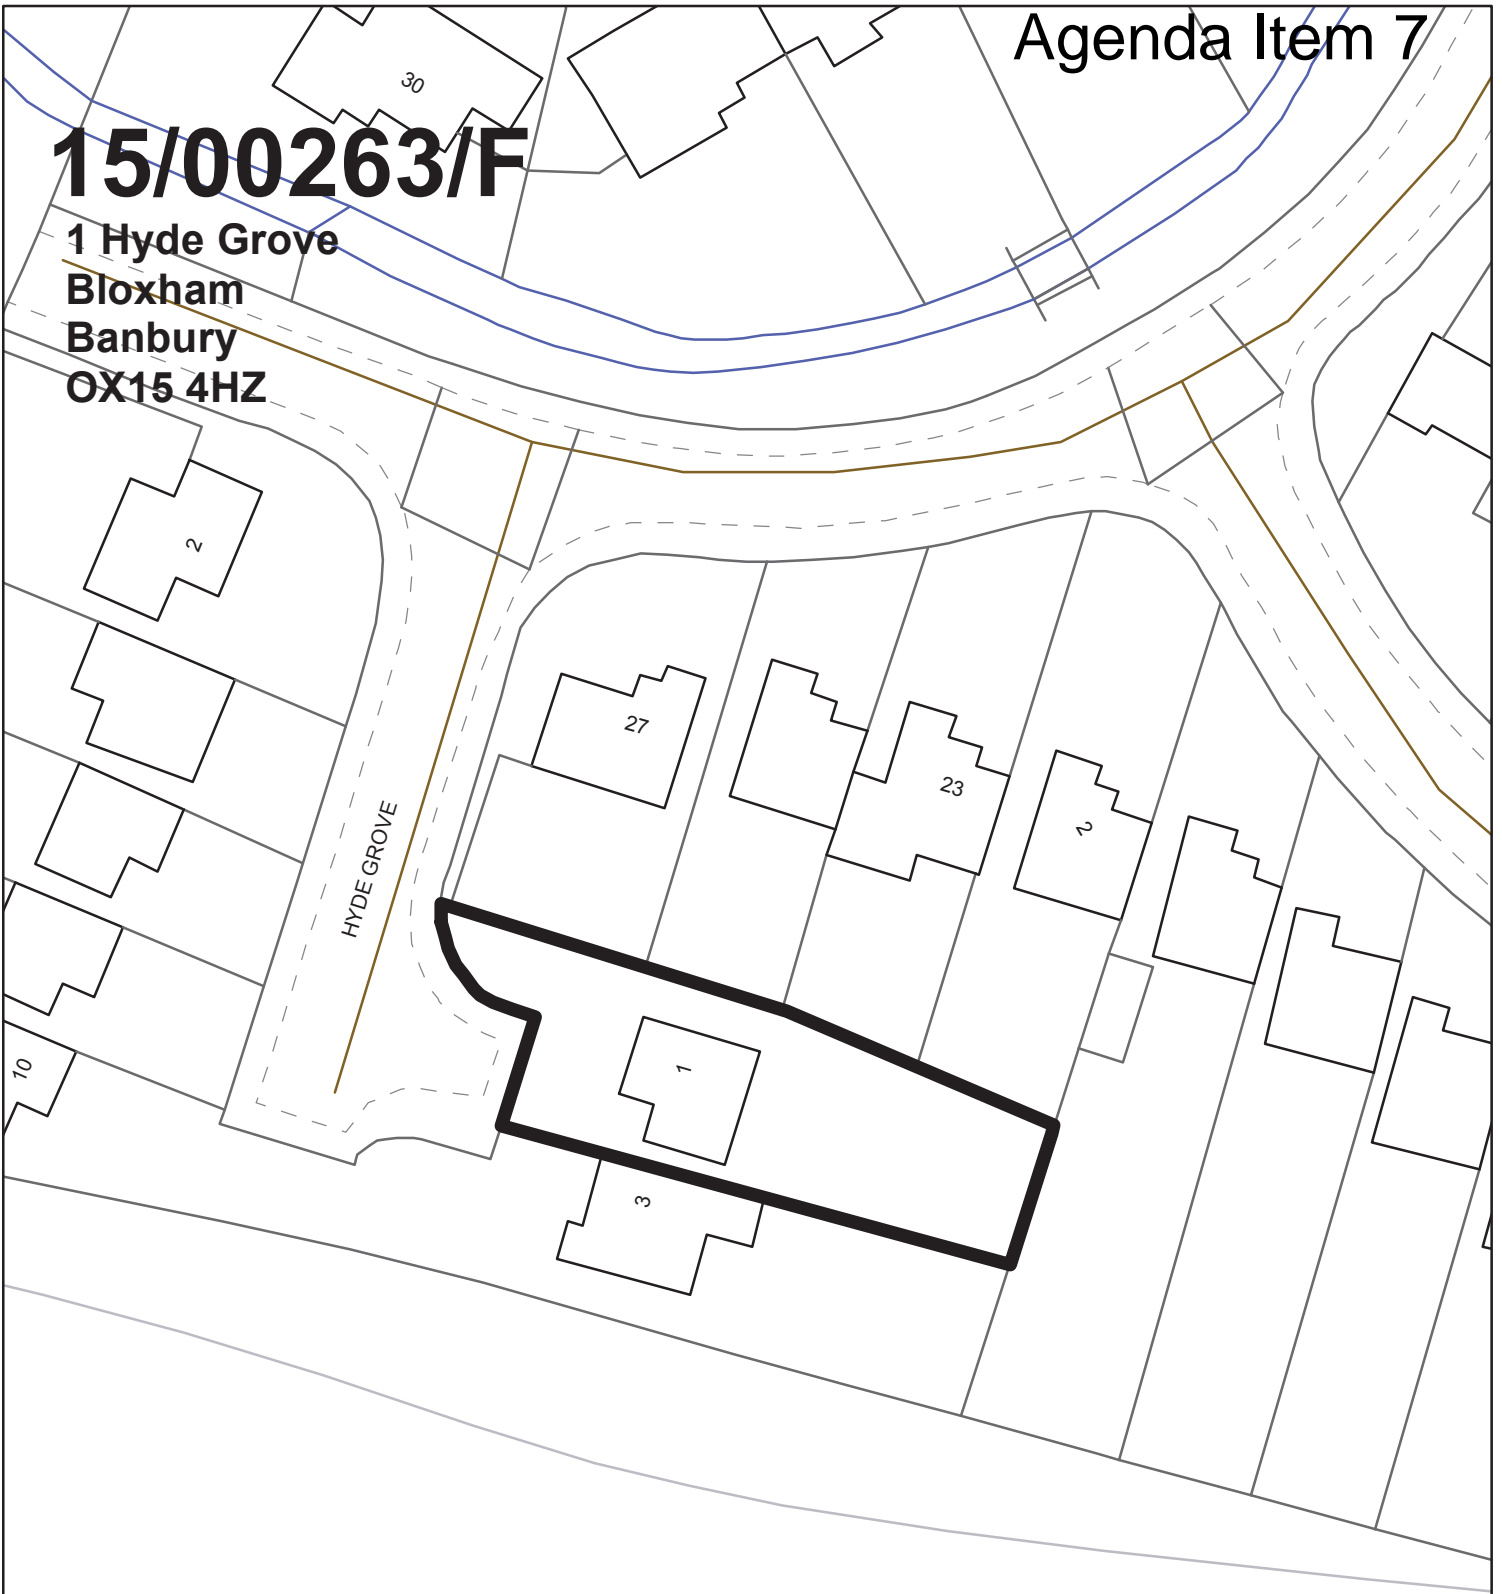 Agenda Item 7
30
15/00263/F
1 Hyde Grove
Bloxham
Banbury
OX15 4HZ
2
27
23
2
HYDE GROVE
10
1
3